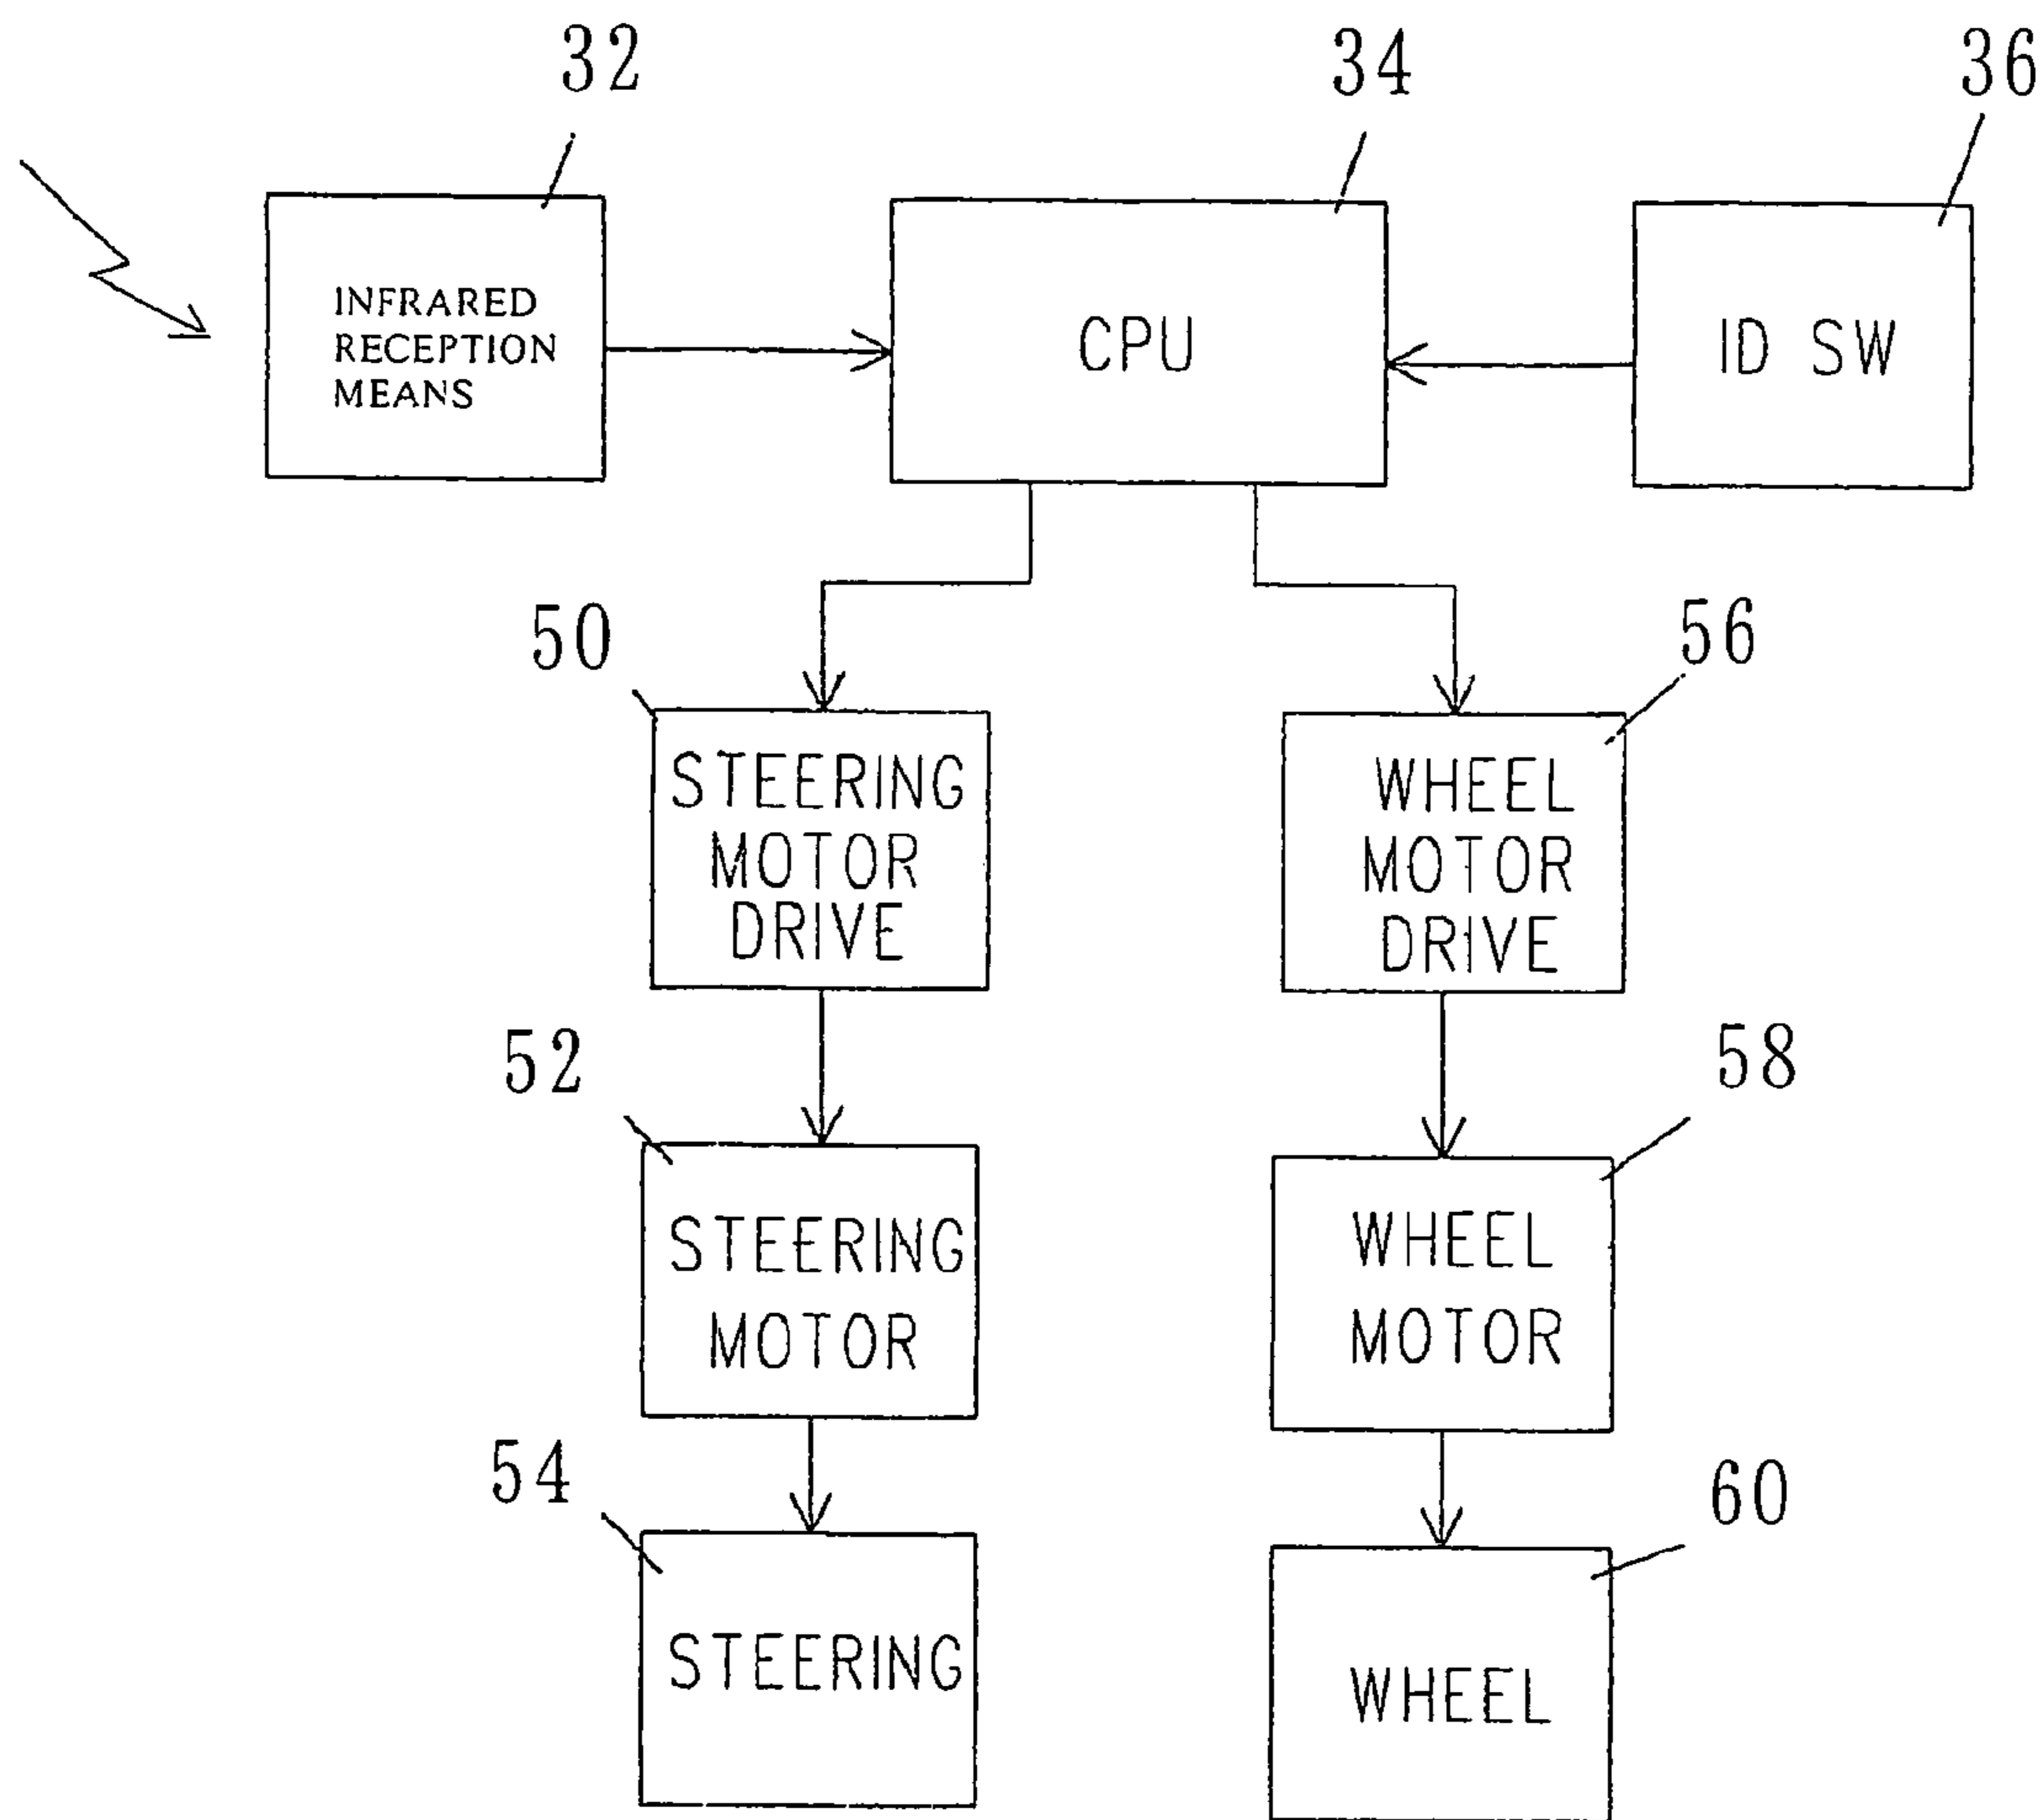 32
34
36
INFRARED
RECEPTION
MEANS
CPU
ID SW
50
56
STEERING
MOTOR
DRIVE
WHEEL
MOTOR
DRIVE
52
58
STEERING
MOTOR
WHEEL
MOTOR
54
60
STEERING
WHEEL